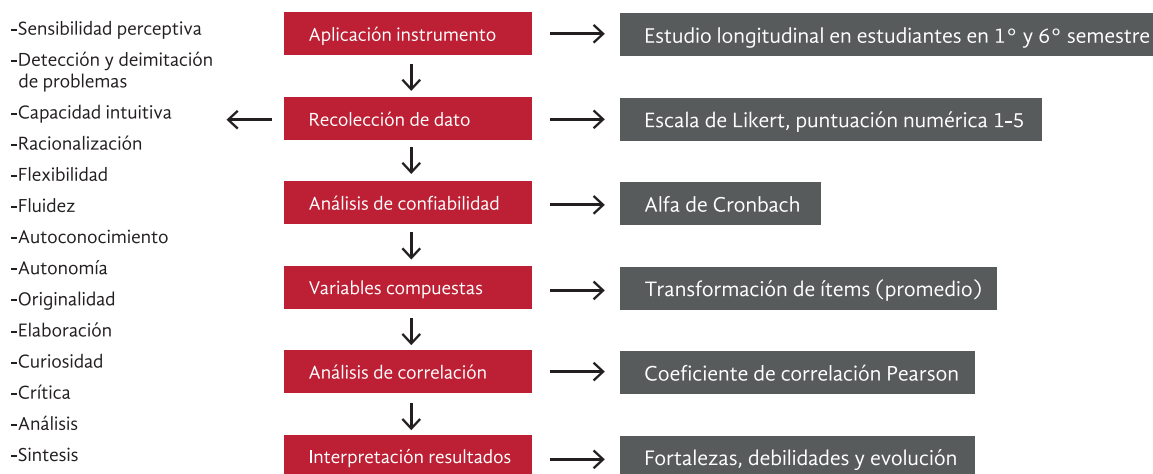 -Sensibilidad perceptiva
-Detección y deimitación
de problemas
-Capacidad intuitiva
-Racionalización
-Flexibilidad
-Fluidez
-Autoconocimiento
-Autonomía
-Originalidad
-Elaboración
-Curiosidad
-Crítica
-Análisis
-Sintesis
Aplicación instrumento
Estudio longitudinal en estudiantes en 1° y 6° semestre
Recolección de dato
Escala de Likert, puntuación numérica 1-5
Análisis de confiabilidad
Alfa de Cronbach
Variables compuestas
Transformación de ítems (promedio)
Análisis de correlación
Coeficiente de correlación Pearson
Interpretación resultados
Fortalezas, debilidades y evolución